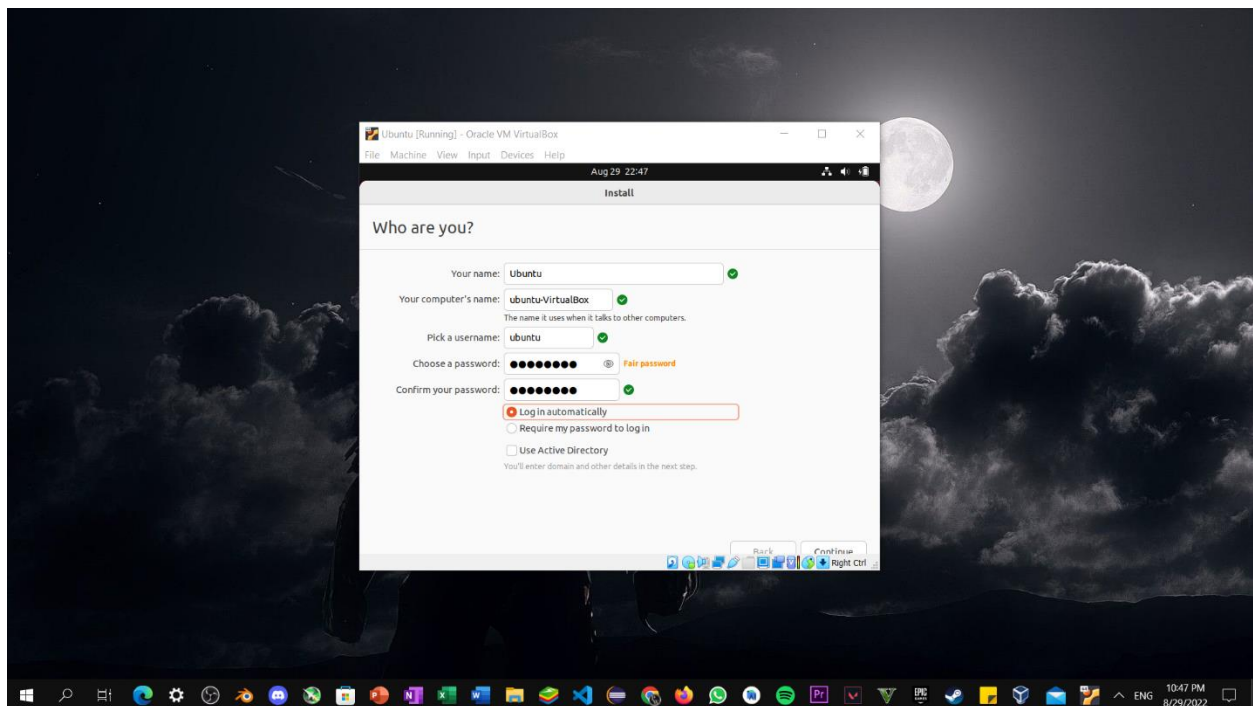 Ubuntu [Running] - Oracle VM VirtualBox
File Machine View Input Devices Help
Aug 29 22:47
Install
Who are you?
Your name: Ubuntu
Your computer's name: ubuntu-VirtualBox
The name it uses when it talks to other computers.
Pick a username: ubuntu
Choose a password: ●●●●●●●● Fair password
Confirm your password: ●●●●●●●●
Log in automatically
Require my password to log in
Use Active Directory
You'll enter domain and other details in the next step.
Back Continue
Right Ctrl
ENG
10:47 PM
8/29/2022